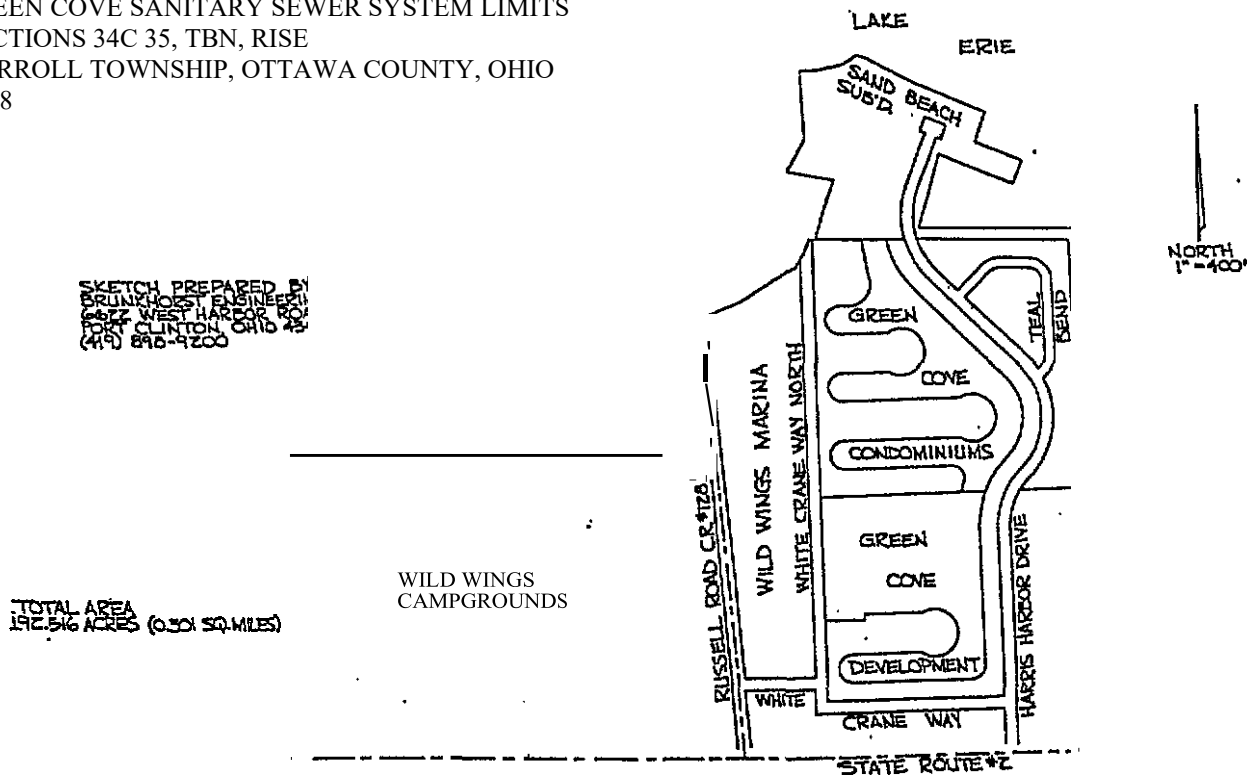 EEN COVE SANITARY SEWER SYSTEM LIMITS
CTIONS 34C 35, TBN, RISE
RROLL TOWNSHIP, OTTAWA COUNTY, OHIO
8
LAKE
ERIE
SAND BEACH
SUB'D.
NORTH
1" = 400'
SKETCH PREPARED BY
BRUNKHORST ENGINEERI
WEST HARBOR ROA
PORT CLINTON, OHIO
(419) 898-9200
TEAL
BEND
GREEN
COVE
CONDOMINIUMS
WILD WINGS MARINA
WHITE CRANE WAY NORTH
RUSSELL ROAD CR#128
GREEN
COVE
DEVELOPMENT
HARRIS HARBOR DRIVE
WILD WINGS
CAMPGROUNDS
TOTAL AREA
192.516 ACRES (0.301 SQ.MILES)
WHITE
CRANE WAY
STATE ROUTE #2